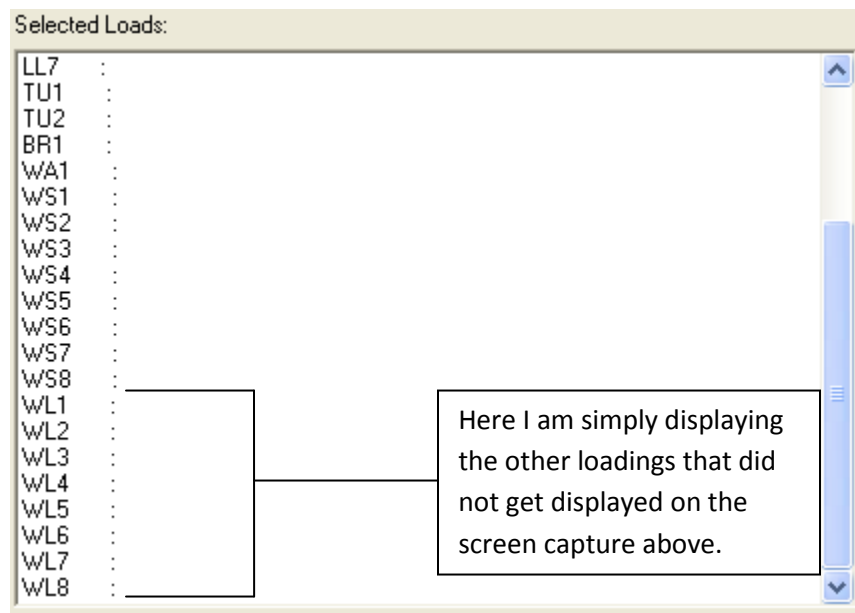 Selected Loads:
LL7 :
TU1 :
TU2 :
BR1 :
WA1 :
WS1 :
WS2 :
WS3 :
WS4 :
WS5 :
WS6 :
WS7 :
WS8 :
WL1 :
WL2 :
WL3 :
WL4 :
WL5 :
WL6 :
WL7 :
WL8 :
Here I am simply displaying
the other loadings that did
not get displayed on the
screen capture above.